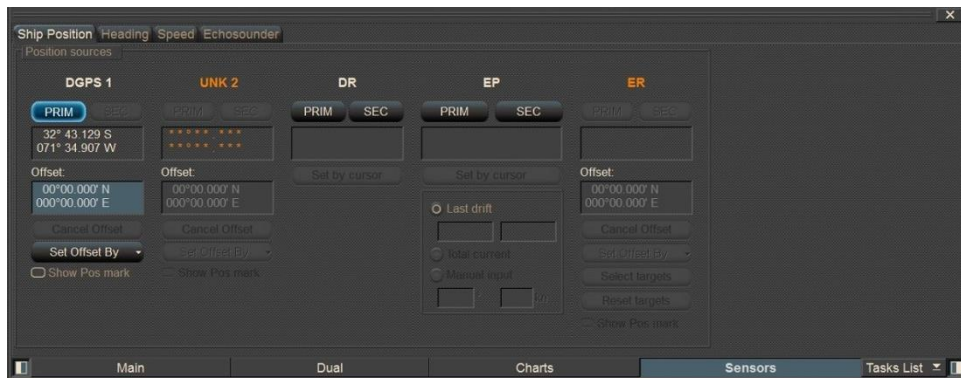 X
Ship Position Heading Speed Echosounder
Position sources
DGPS 1 UNK 2 DR EP ER
PRIM SEC PRIM SEC PRIM SEC PRIM SEC PRIM SEC
32° 43.129 S
071° 34.907 W
**°**.***
**°**.***
Set by cursor Set by cursor
Offset: Offset: Offset:
00°00.000' N 00°00.000' N 00°00.000' N
000°00.000' E 000°00.000' E 000°00.000' E
Last drift
Cancel Offset Cancel Offset Cancel Offset
Set Offset By Set Offset By Total current Set Offset By
Show Pos mark Show Pos mark Manual input Select targets
kn Reset targets
Show Pos mark
Main Dual Charts Sensors Tasks List